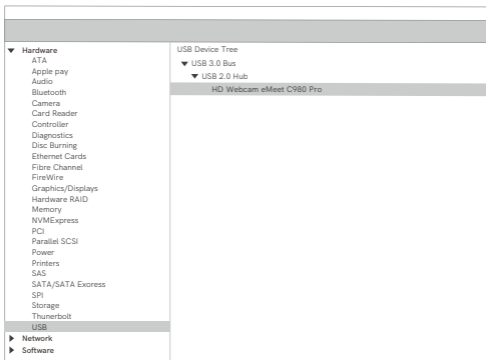 Hardware
ATA
Apple pay
Audio
Bluetooth
Camera
Card Reader
Controller
Diagnostics
Disc Burning
Ethernet Cards
Fibre Channel
FireWire
Graphics/Displays
Hardware RAID
Memory
NVMExpress
PCI
Parallel SCSI
Power
Printers
SAS
SATA/SATA Exoress
SPI
Storage
Thunerbolt
USB
Network
Software
USB Device Tree
USB 3.0 Bus
USB 2.0 Hub
HD Webcam eMeet C980 Pro